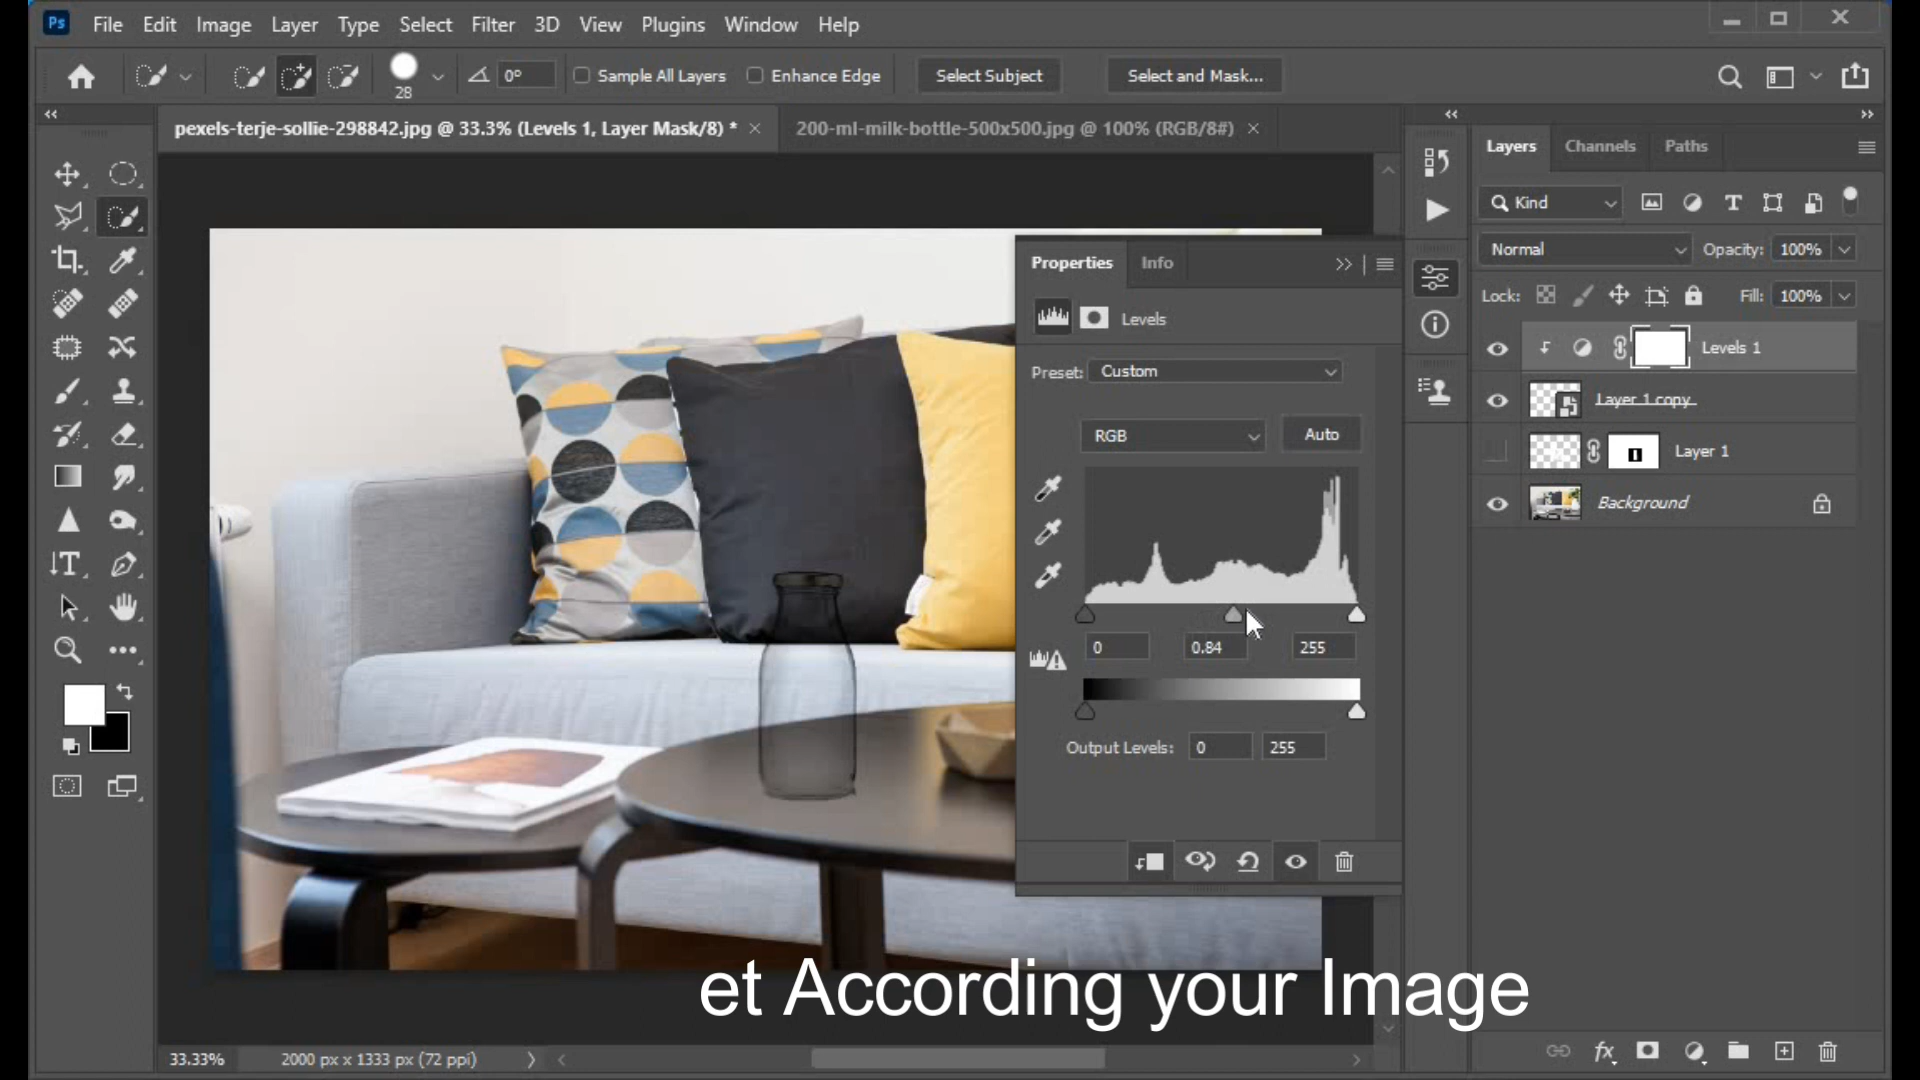 Ps File Edit Image Layer Type Select Filter 3D View Plugins Window Help
28 0° Sample All Layers Enhance Edge Select Subject Select and Mask...
pexels-terje-sollie-298842.jpg @ 33.3% (Levels 1, Layer Mask/8) * × 200-ml-milk-bottle-500x500.jpg @ 100% (RGB/8#) ×
Properties Info
Levels
Preset: Custom
RGB Auto
0 0.84 255
Output Levels: 0 255
Layers Channels Paths
Kind
Normal Opacity: 100%
Lock: Fill: 100%
Levels 1
Layer 1 copy
Layer 1
Background
et According your Image
33.33% 2000 px x 1333 px (72 ppi)
fx